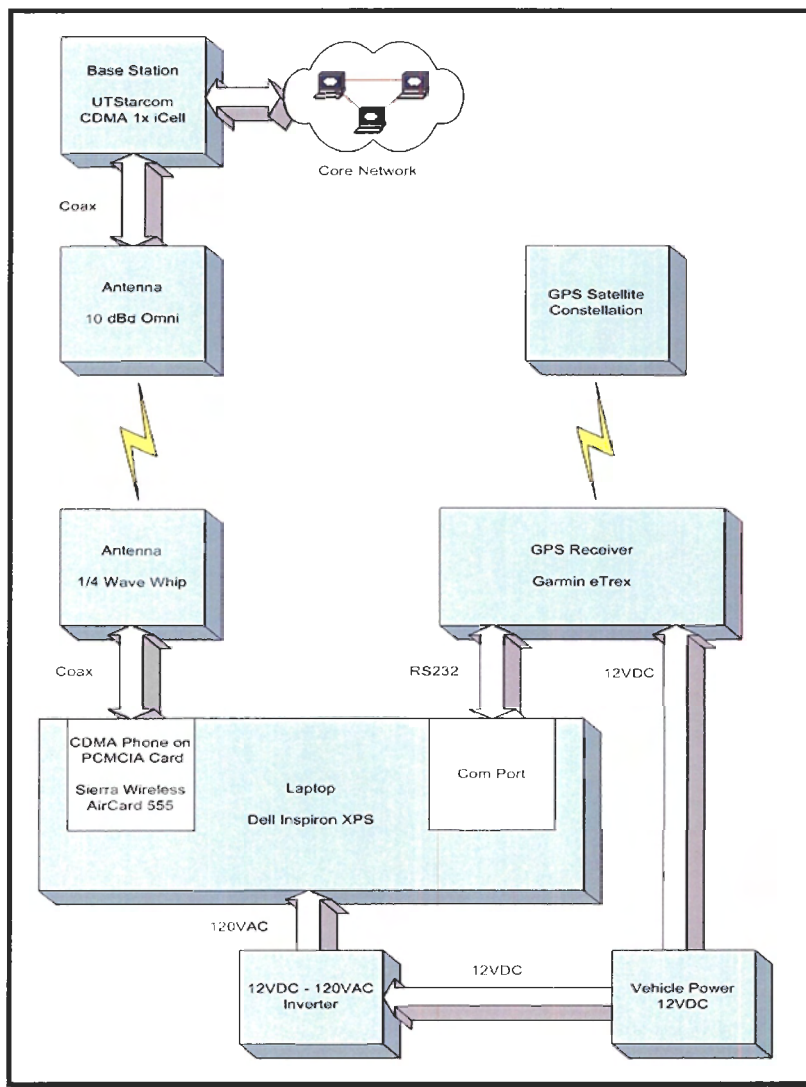 Base Station
UTStarcom
CDMA 1x iCell
Core Network
Coax
Antenna
10 dBd Omni
GPS Satellite
Constellation
Antenna
1/4 Wave Whip
GPS Receiver
Garmin eTrex
Coax
RS232
12VDC
CDMA Phone on
PCMCIA Card
Sierra Wireless
AirCard 555
Laptop
Dell Inspiron XPS
Com Port
120VAC
12VDC - 120VAC
Inverter
12VDC
Vehicle Power
12VDC